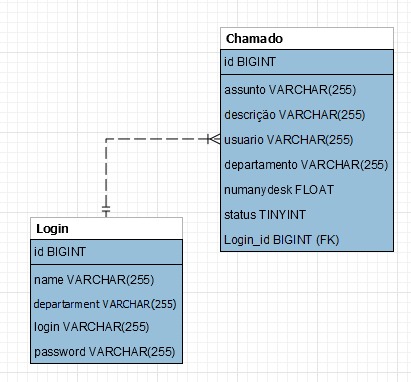 Chamado
id BIGINT
assunto VARCHAR(255)
descrição VARCHAR(255)
usuario VARCHAR(255)
departamento VARCHAR(255)
numanydesk FLOAT
status TINYINT
Login_id BIGINT (FK)
Login
id BIGINT
name VARCHAR(255)
departarment VARCHAR(255)
login VARCHAR(255)
password VARCHAR(255)